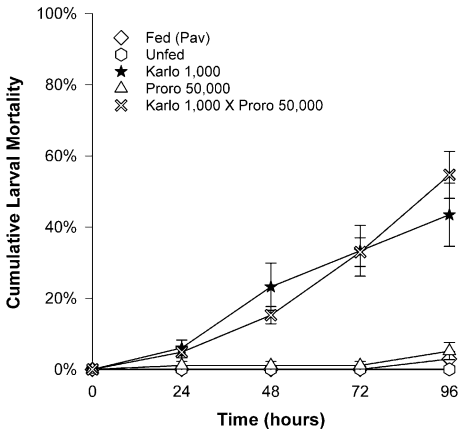 100%
80%
60%
40%
20%
0%
Cumulative Larval Mortality
Fed (Pav)
Unfed
Karlo 1,000
Proro 50,000
Karlo 1,000 X Proro 50,000
0 24 48 72 96
Time (hours)